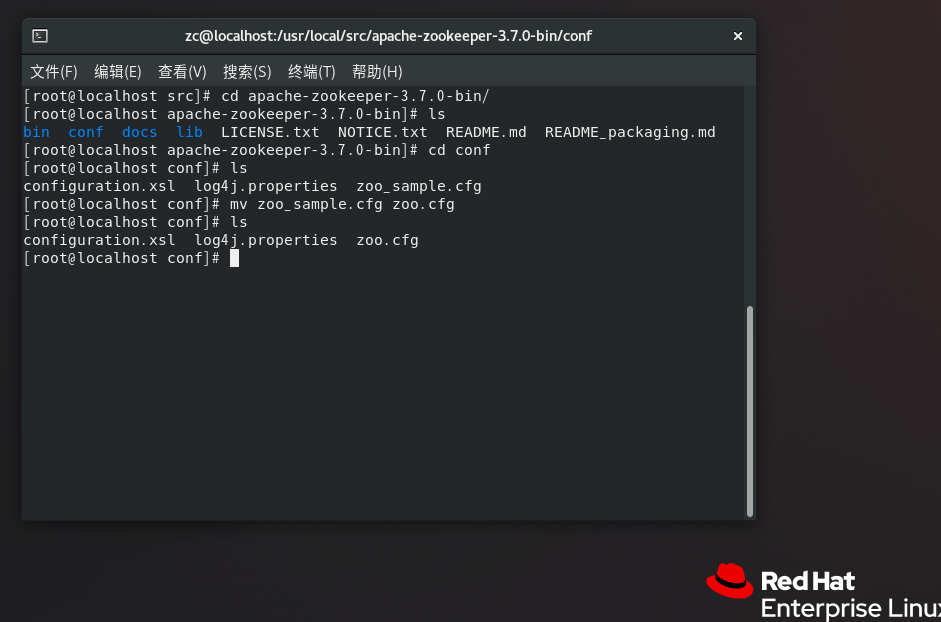 zc@localhost:/usr/local/src/apache-zookeeper-3.7.0-bin/conf
文件(F) 编辑(E) 查看(V) 搜索(S) 终端(T) 帮助(H)
[root@localhost src]# cd apache-zookeeper-3.7.0-bin/
[root@localhost apache-zookeeper-3.7.0-bin]# ls
bin conf docs lib LICENSE.txt NOTICE.txt README.md README_packaging.md
[root@localhost apache-zookeeper-3.7.0-bin]# cd conf
[root@localhost conf]# ls
configuration.xsl log4j.properties zoo_sample.cfg
[root@localhost conf]# mv zoo_sample.cfg zoo.cfg
[root@localhost conf]# ls
configuration.xsl log4j.properties zoo.cfg
[root@localhost conf]#
Red Hat
Enterprise Linux